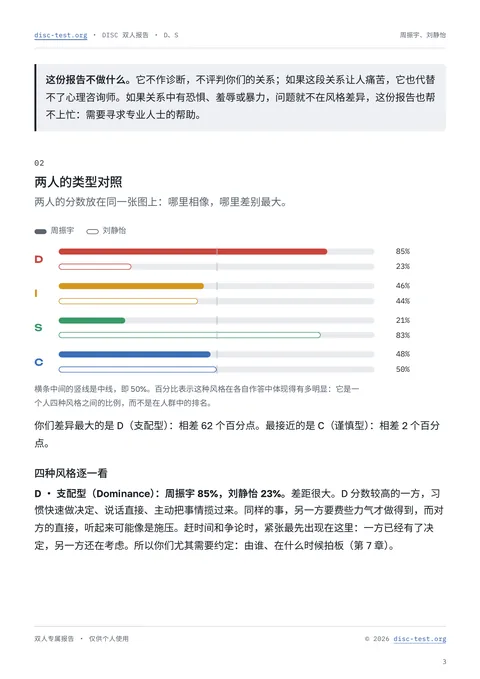 disc-test.org · DISC 双人报告 · D、S
周振宇、刘静怡
这份报告不做什么。它不作诊断，不评判你们的关系；如果这段关系让人痛苦，它也代替
不了心理咨询师。如果关系中有恐惧、羞辱或暴力，问题就不在风格差异，这份报告也帮
不上忙：需要寻求专业人士的帮助。
02
两人的类型对照
两人的分数放在同一张图上：哪里相像，哪里差别最大。
周振宇 刘静怡
D
85%
23%
I
46%
44%
S
21%
83%
C
48%
50%
横条中间的竖线是中线，即 50%。百分比表示这种风格在各自作答中体现得有多明显：它是一
个人四种风格之间的比例，而不是在人群中的排名。
你们差异最大的是 D（支配型）：相差 62 个百分点。最接近的是 C（谨慎型）：相差 2 个百分
点。
四种风格逐一看
D · 支配型（Dominance）：周振宇 85%，刘静怡 23%。差距很大。D 分数较高的一方，习
惯快速做决定、说话直接、主动把事情揽过来。同样的事，另一方要费些力气才做得到，而对
方的直接，听起来可能像是施压。赶时间和争论时，紧张最先出现在这里：一方已经有了决
定，另一方还在考虑。所以你们尤其需要约定：由谁、在什么时候拍板（第 7 章）。
双人专属报告 · 仅供个人使用
© 2026 disc-test.org
3